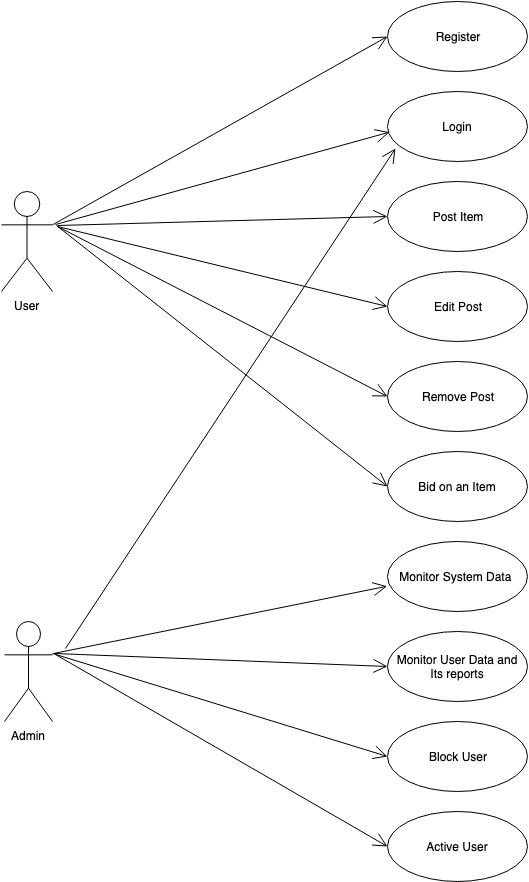 Register
Login
Post Item
User
Edit Post
Remove Post
Bid on an Item
Monitor System Data
Monitor User Data and
Its reports
Admin
Block User
Active User